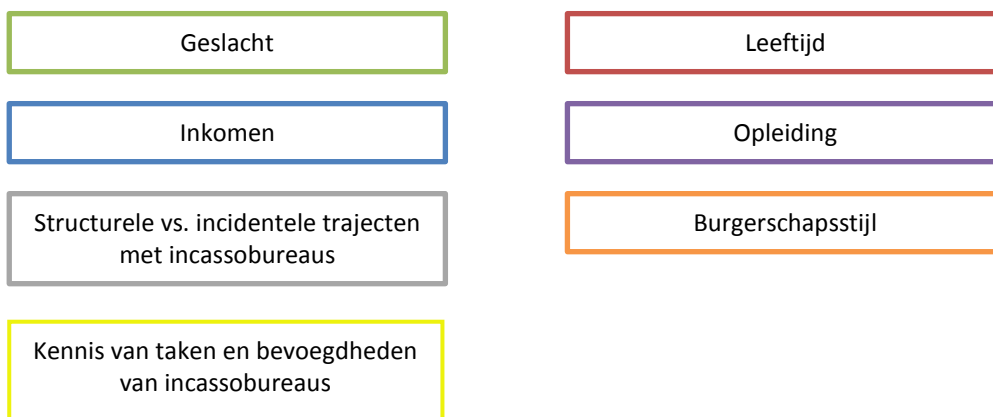 Geslacht
Leeftijd
Inkomen
Opleiding
Structurele vs. incidentele trajecten
met incassobureaus
Burgerschapsstijl
Kennis van taken en bevoegdheden
van incassobureaus